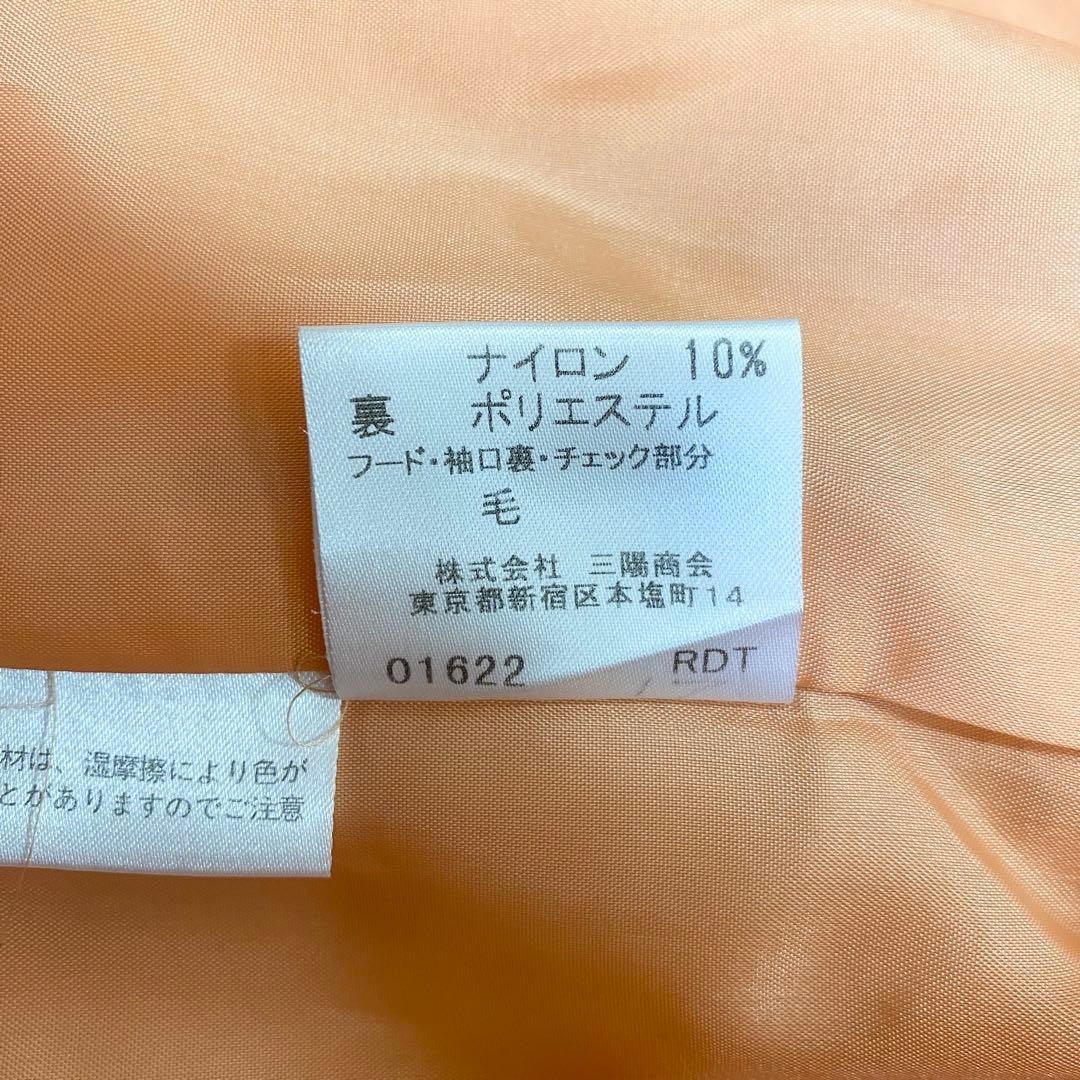 ナイロン 10%
裏 ポリエステル
フード・袖口裏・チェック部分
毛
株式会社 三陽商会
東京都新宿区本塩町14
01622 RDT
材は、湿摩擦により色が
とがありますのでご注意